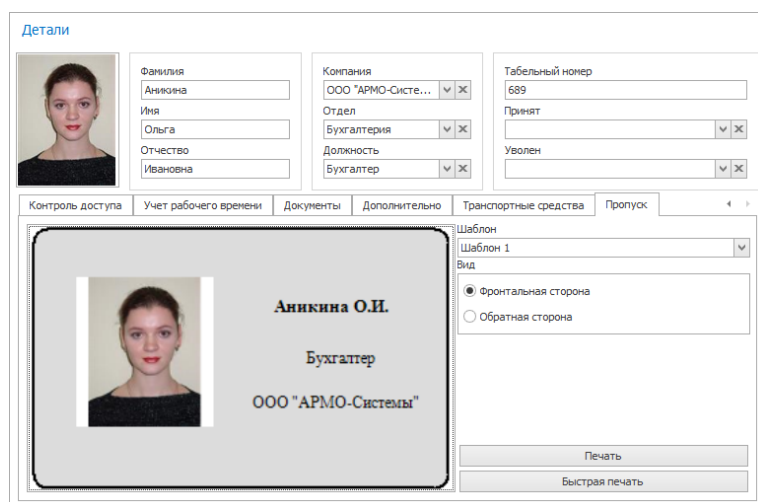 Детали
Фамилия
Аникина
Имя
Ольга
Отчество
Ивановна
Компания
ООО "АРМО-Систе...
Отдел
Бухгалтерия
Должность
Бухгалтер
Табельный номер
689
Принят
Уволен
Контроль доступа
Учет рабочего времени
Документы
Дополнительно
Транспортные средства
Пропуск
Аникина О.И.
Бухгалтер
ООО "АРМО-Системы"
Шаблон
Шаблон 1
Вид
Фронтальная сторона
Обратная сторона
Печать
Быстрая печать